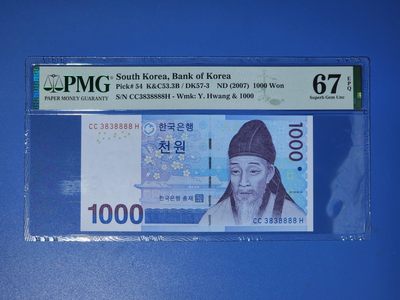 PMG
PAPER MONEY GUARANTY
South Korea, Bank of Korea
Pick# 54 K&C53.3B / DK57-3 ND (2007) 1000 Won
S/N CC3838888H - Wmk: Y. Hwang & 1000
67 EPQ
Superb Gem Unc
CC 3838888 H
한국은행
천원
1000
한국은행 총재
1000
CC 3838888 H